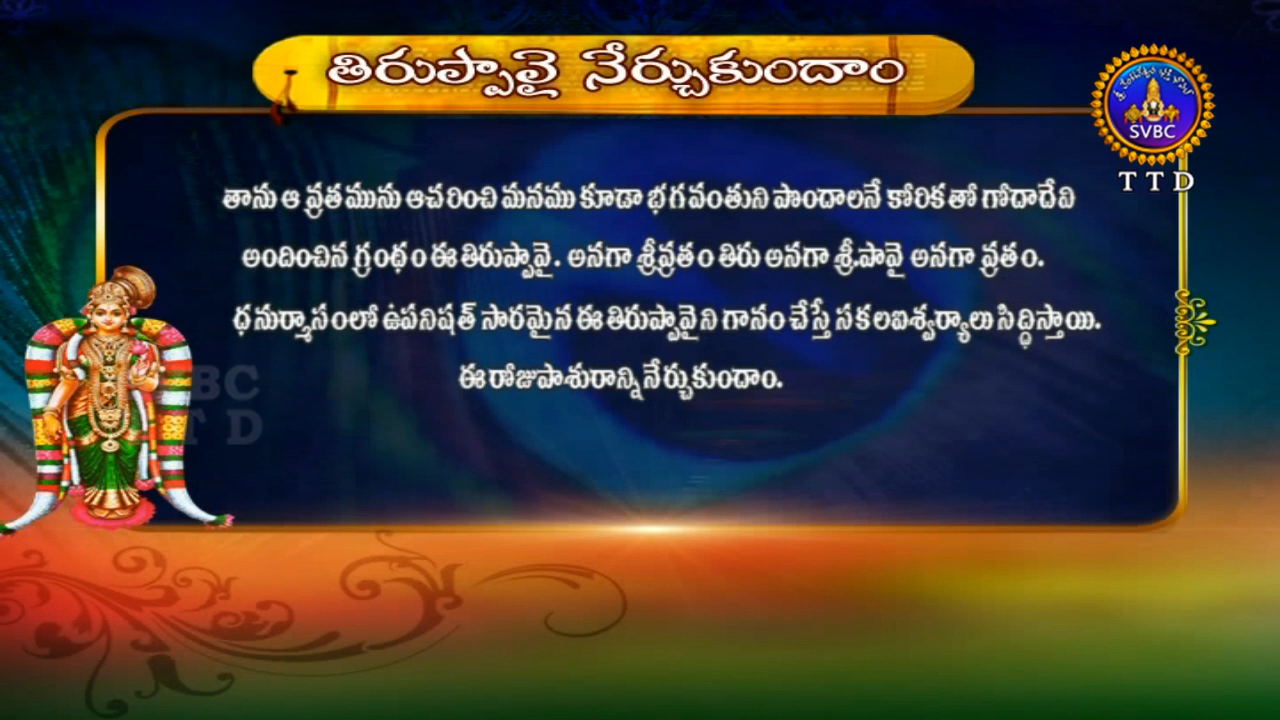 తిరుప్పావై నేర్చుకుందాం
SVBC
TTD
తాను ఆ వ్రతమును ఆచరించి మనము కూడా భగవంతుని పొందాలనే కోరికతో గోదాదేవి
అందించిన గ్రంథం ఈ తిరుప్పావై. అనగా శ్రీవ్రతం తిరు అనగా శ్రీ.పావై అనగా వ్రతం.
ధనుర్మాసంలో ఉపనిషత్ సారమైన ఈ తిరుప్పావైని గానం చేస్తే సకలఐశ్వర్యాలు సిద్ధిస్తాయి.
ఈ రోజుపాశురాన్ని నేర్చుకుందాం.